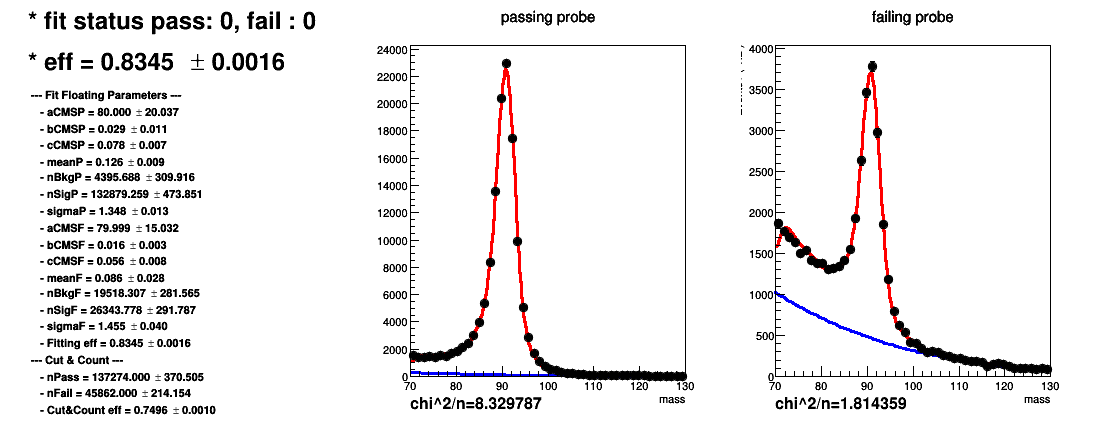 * fit status pass: 0, fail : 0
* eff = 0.8345 ± 0.0016
--- Fit Floating Parameters ---
- aCMSP = 80.000 ± 20.037
- bCMSP = 0.029 ± 0.011
- cCMSP = 0.078 ± 0.007
- meanP = 0.126 ± 0.009
- nBkgP = 4395.688 ± 309.916
- nSigP = 132879.259 ± 473.851
- sigmaP = 1.348 ± 0.013
- aCMSF = 79.999 ± 15.032
- bCMSF = 0.016 ± 0.003
- cCMSF = 0.056 ± 0.008
- meanF = 0.086 ± 0.028
- nBkgF = 19518.307 ± 281.565
- nSigF = 26343.778 ± 291.787
- sigmaF = 1.455 ± 0.040
- Fitting eff = 0.8345 ± 0.0016
--- Cut & Count ---
- nPass = 137274.000 ± 370.505
- nFail = 45862.000 ± 214.154
- Cut&Count eff = 0.7496 ± 0.0010
passing probe
24000
22000
20000
18000
16000
14000
12000
10000
8000
6000
4000
2000
0
70 80 90 100 110 120 130
mass
chi^2/n=8.329787
failing probe
4000
3500
3000
2500
2000
1500
1000
500
0
70 80 90 100 110 120 130
mass
chi^2/n=1.814359